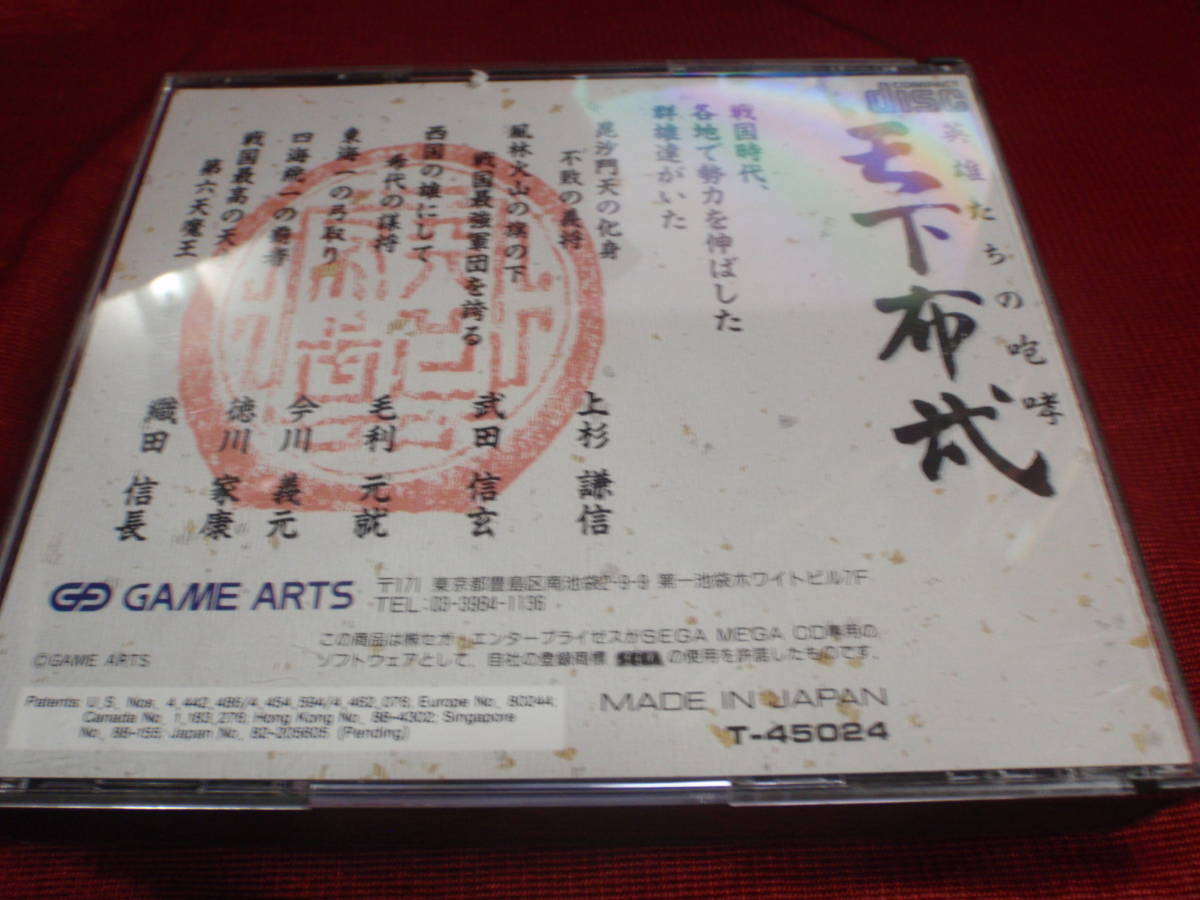 disc
天下布武
英雄たちの咆哮
戦国時代、
各地で勢力を伸ばした
群雄達がいた
毘沙門天の化身
不敗の義将 上杉 謙信
風林火山の旗の下
戦国最強軍団を誇る 武田 信玄
西国の雄にして
希代の謀将 毛利 元就
東海一の弓取り 今川 義元
四海統一の覇者 徳川 家康
戦国最高の天才
第六天魔王 織田 信長
GAME ARTS
〒171 東京都豊島区南池袋2-9-9 第一池袋ホワイトビル7F
TEL:03-3984-1136
この商品は㈱セガ・エンタープライゼスがSEGA MEGA CD専用の
ソフトウェアとして、自社の登録商標 SEGA の使用を許諾したものです.
©GAME ARTS
Patents: U.S. Nos. 4,442,486/4,454,594/4,462,076; Europe No. 80244;
Canada No. 1,183,276; Hong Kong No. 88-4302; Singapore
No. 88-155; Japan No. 82-205605 (Pending)
MADE IN JAPAN
T-45024